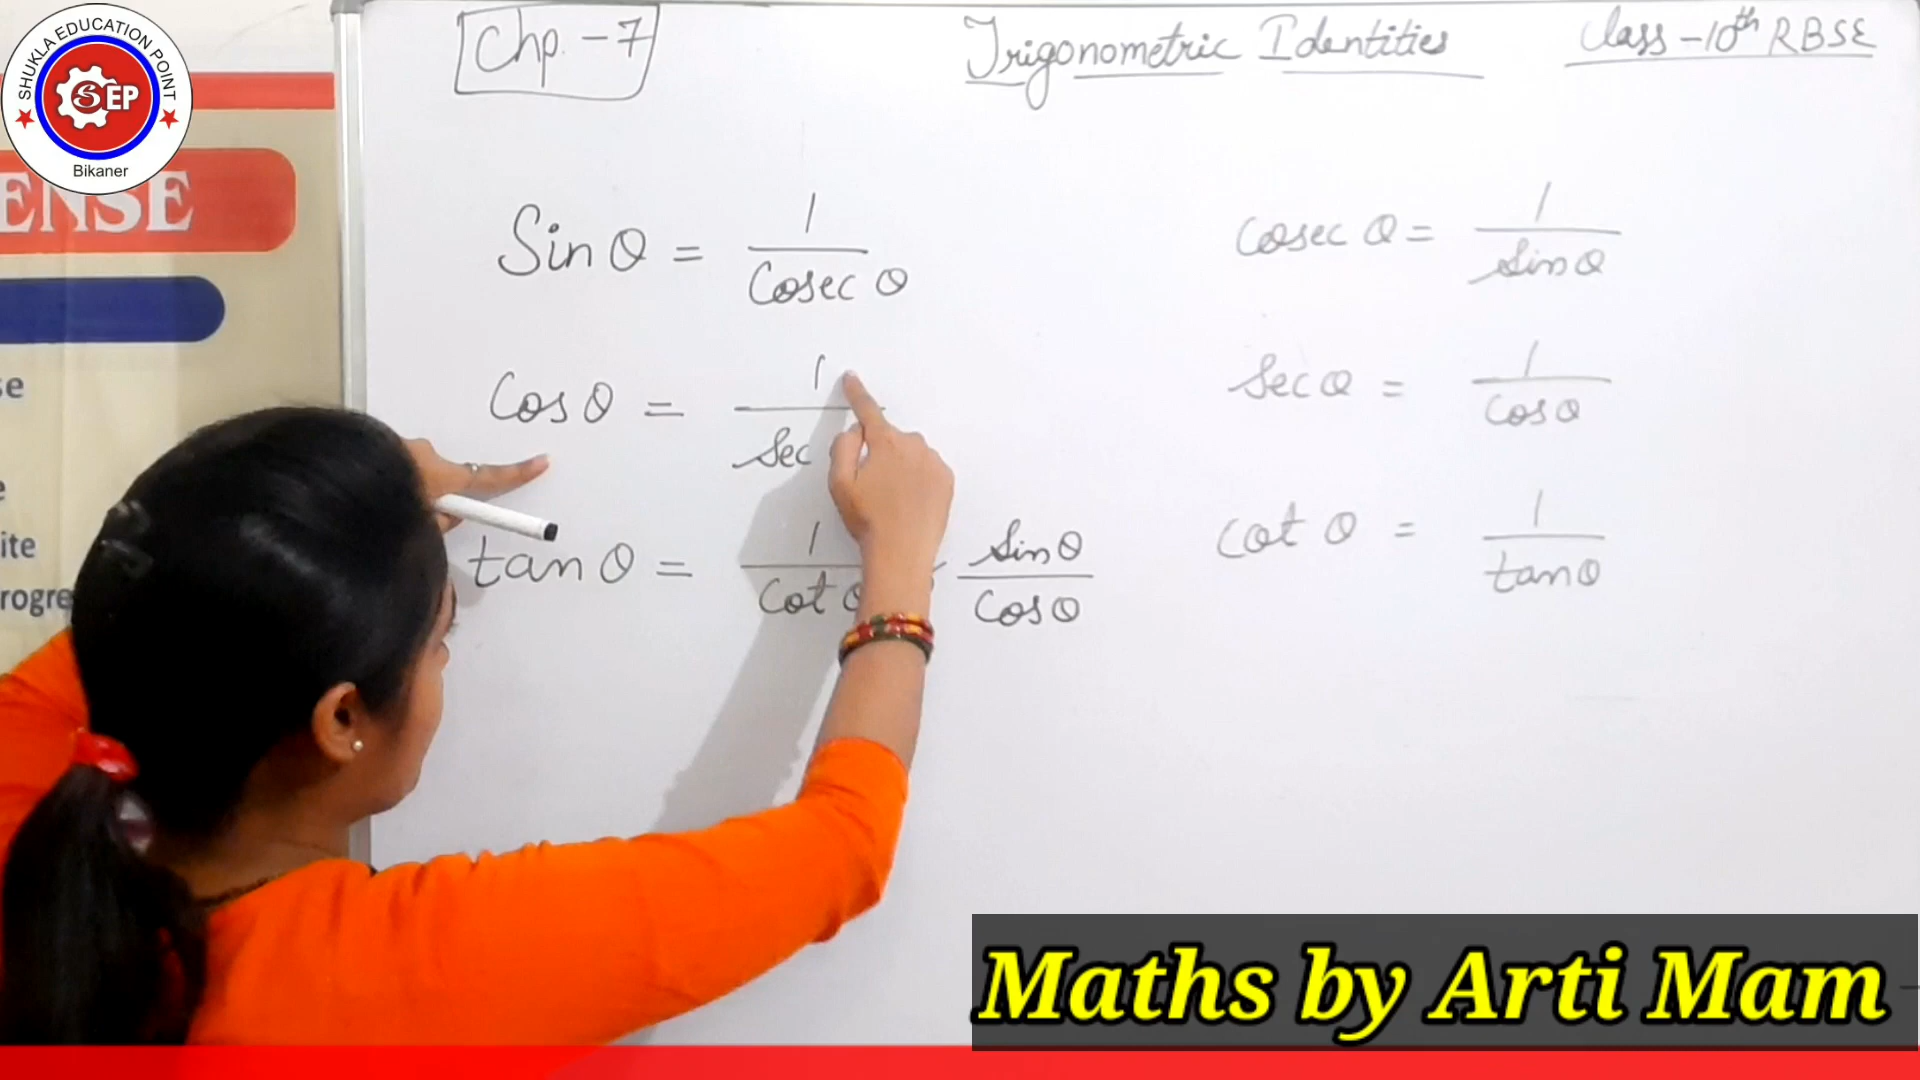 SHUKLA EDUCATION POINT
SEP
Bikaner
ENSE
se
e
ite
rogre
Chp. - 7
Trigonometric Identities
Class - 10th RBSE
Sin θ = 1 / Cosec θ
Cos θ = 1 / Sec
tan θ = 1 / Cot θ = Sin θ / Cos θ
Cosec θ = 1 / Sin θ
Sec θ = 1 / Cos θ
Cot θ = 1 / tan θ
Maths by Arti Mam